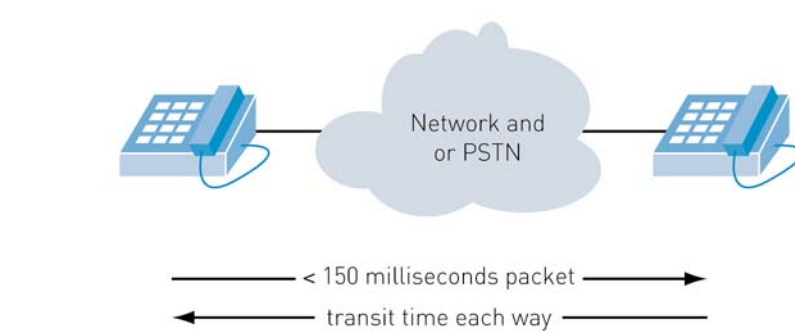 Network and
or PSTN
< 150 milliseconds packet
transit time each way